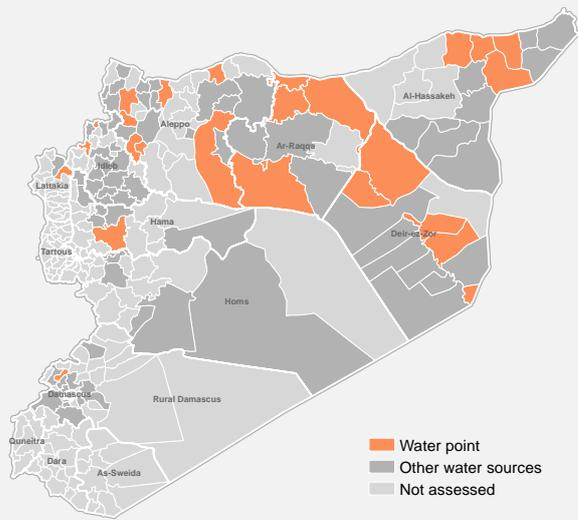 Al-Hassakeh
Aleppo
Ar-Raqqa
Idleb
Lattakia
Hama
Deir-ez-Zor
Tartous
Homs
Damascus
Rural Damascus
Quneitra
Dara
As-Sweida
Water point
Other water sources
Not assessed